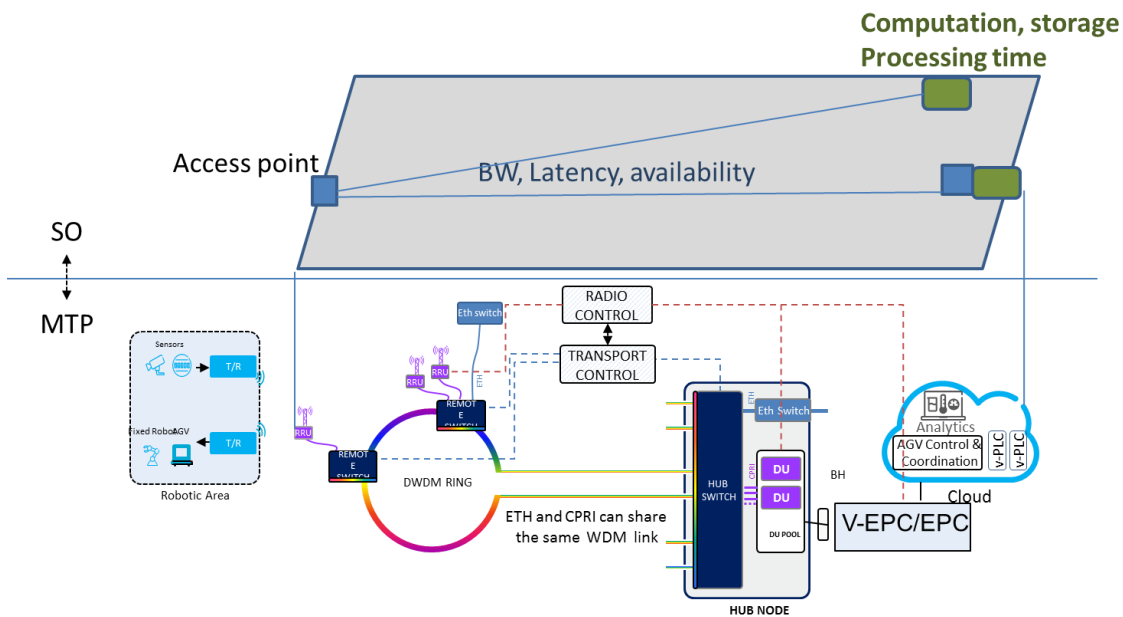 Computation, storage
Processing time
Access point
BW, Latency, availability
SO
MTP
RADIO
CONTROL
Eth switch
TRANSPORT
CONTROL
Sensors
T/R
RRU
RRU
ETH
ETH
REMOT
E
SWITCH
Eth Switch
Fixed Robot
AGV
T/R
RRU
REMOT
E
SWITCH
Robotic Area
DWDM RING
ETH and CPRI can share
the same WDM link
HUB
SWITCH
CPRI
DU
DU
DU POOL
BH
HUB NODE
Analytics
AGV Control &
Coordination
v-PLC
v-PLC
Cloud
V-EPC/EPC